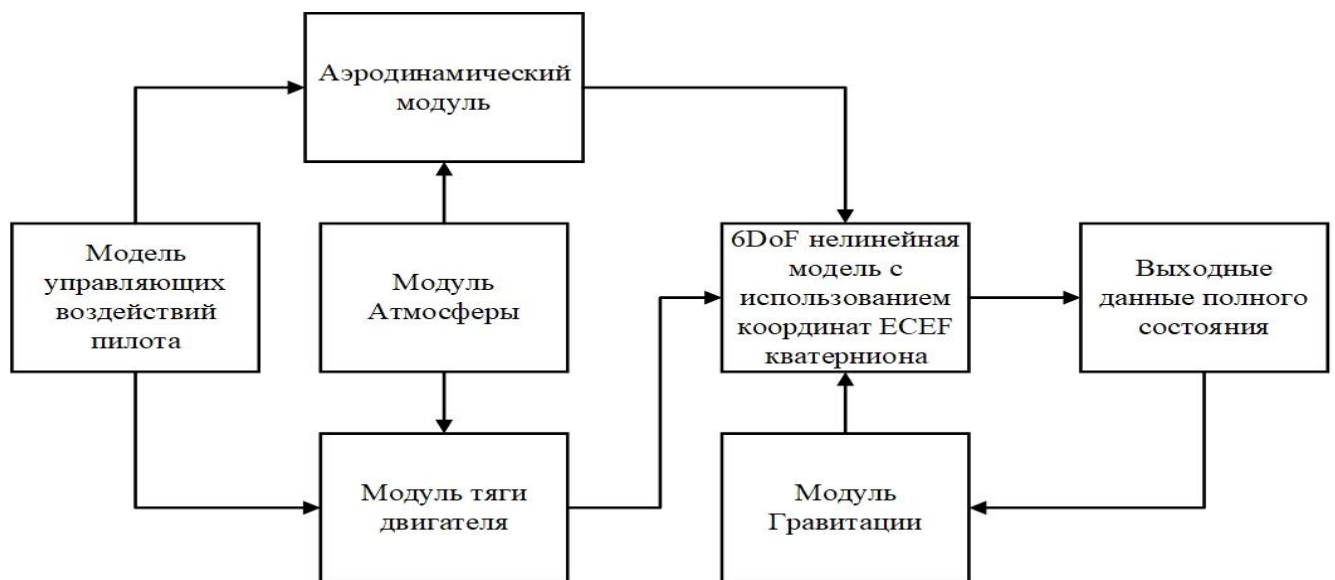 Аэродинамический
модуль
Модель
управляющих
воздействий
пилота
Модуль
Атмосферы
6DoF нелинейная
модель с
использованием
координат ECEF
кватерниона
Выходные
данные полного
состояния
Модуль тяги
двигателя
Модуль
Гравитации